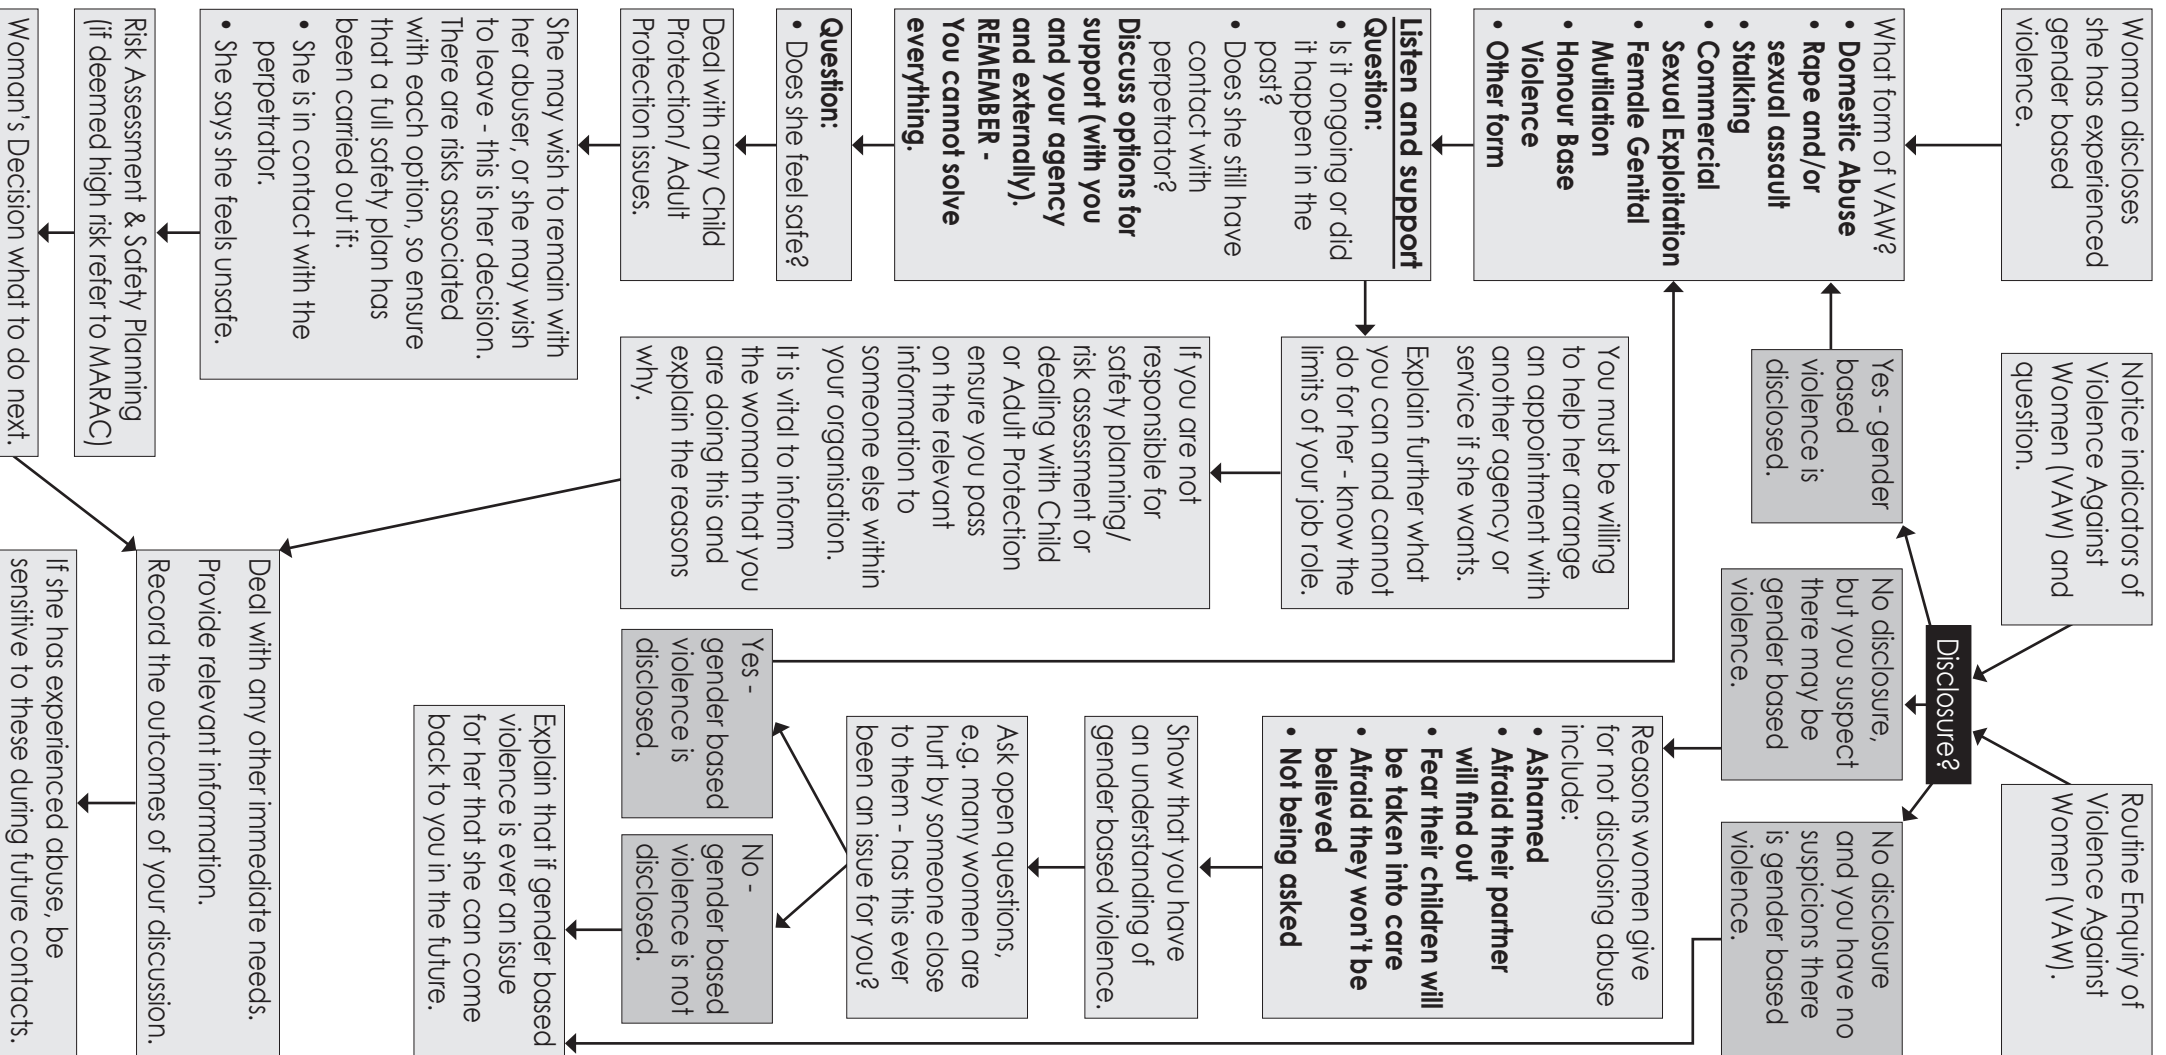 Woman discloses
she has experienced
gender based
violence.
Notice indicators of
Violence Against
Women (VAW) and
question.
Routine Enquiry of
Violence Against
Women (VAW).
Disclosure?
What form of VAW?
• Domestic Abuse
• Rape and/or
sexual assault
• Stalking
• Commercial
Sexual Exploitation
• Female Genital
Mutilation
• Honour Base
Violence
• Other form
Yes - gender
based
violence is
disclosed.
No disclosure,
but you suspect
there may be
gender based
violence.
No disclosure
and you have no
suspicions there
is gender based
violence.
Listen and support
Question:
• Is it ongoing or did
it happen in the
past?
• Does she still have
contact with
perpetrator?
Discuss options for
support (with you
and your agency
and externally).
REMEMBER -
You cannot solve
everything.
You must be willing
to help her arrange
an appointment with
another agency or
service if she wants.
Explain further what
you can and cannot
do for her - know the
limits of your job role.
Reasons women give
for not disclosing abuse
include:
• Ashamed
• Afraid their partner
will find out
• Fear their children will
be taken into care
• Afraid they won't be
believed
• Not being asked
Show that you have
an understanding of
gender based violence.
Question:
• Does she feel safe?
If you are not
responsible for
safety planning/
risk assessment or
dealing with Child
or Adult Protection
ensure you pass
on the relevant
information to
someone else within
your organisation.
It is vital to inform
the woman that you
are doing this and
explain the reasons
why.
Ask open questions,
e.g. many women are
hurt by someone close
to them - has this ever
been an issue for you?
Deal with any Child
Protection/ Adult
Protection issues.
Yes -
gender based
violence is
disclosed.
No -
gender based
violence is not
disclosed.
She may wish to remain with
her abuser, or she may wish
to leave - this is her decision.
There are risks associated
with each option, so ensure
that a full safety plan has
been carried out if:
• She is in contact with the
perpetrator.
• She says she feels unsafe.
Explain that if gender based
violence is ever an issue
for her that she can come
back to you in the future.
Risk Assessment & Safety Planning
(if deemed high risk refer to MARAC)
Deal with any other immediate needs.
Provide relevant information.
Record the outcomes of your discussion.
Woman's Decision what to do next.
If she has experienced abuse, be
sensitive to these during future contacts.